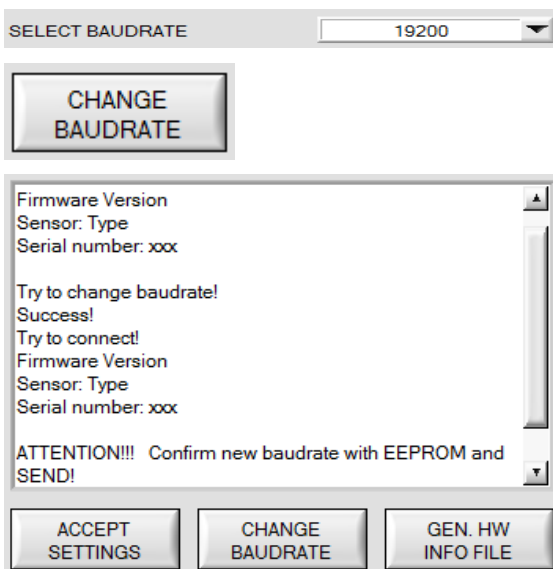 SELECT BAUDRATE 19200
CHANGE
BAUDRATE
Firmware Version
Sensor: Type
Serial number: xxx
Try to change baudrate!
Success!
Try to connect!
Firmware Version
Sensor: Type
Serial number: xxx
ATTENTION!!! Confirm new baudrate with EEPROM and
SEND!
ACCEPT
SETTINGS
CHANGE
BAUDRATE
GEN. HW
INFO FILE